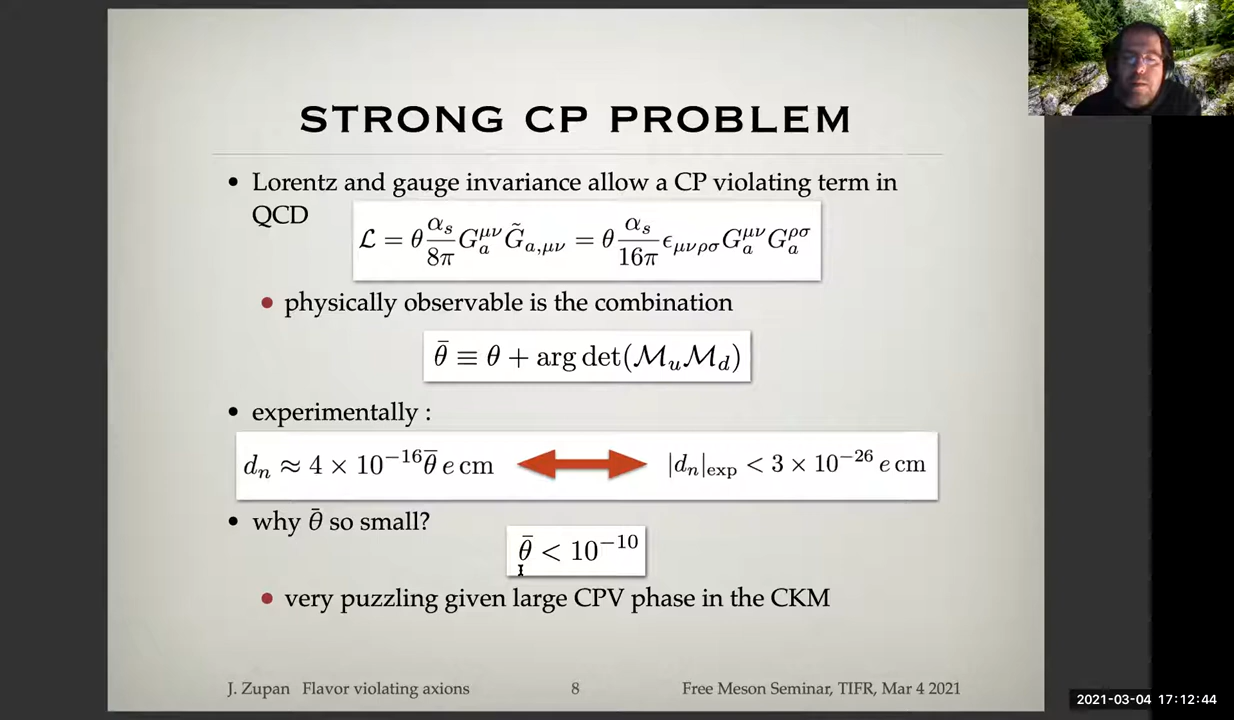 STRONG CP PROBLEM
• Lorentz and gauge invariance allow a CP violating term in
QCD
ℒ = θ α_s/8π G_a^{μν} G̃_{a,μν} = θ α_s/16π ε_{μνρσ} G_a^{μν} G_a^{ρσ}
• physically observable is the combination
θ̄ ≡ θ + arg det(ℳ_u ℳ_d)
• experimentally :
d_n ≈ 4 × 10^{−16} θ̄ e cm |d_n|_exp < 3 × 10^{−26} e cm
• why θ̄ so small?
θ̄ < 10^{−10}
• very puzzling given large CPV phase in the CKM
J. Zupan Flavor violating axions 8 Free Meson Seminar, TIFR, Mar 4 2021
2021-03-04 17:12:44